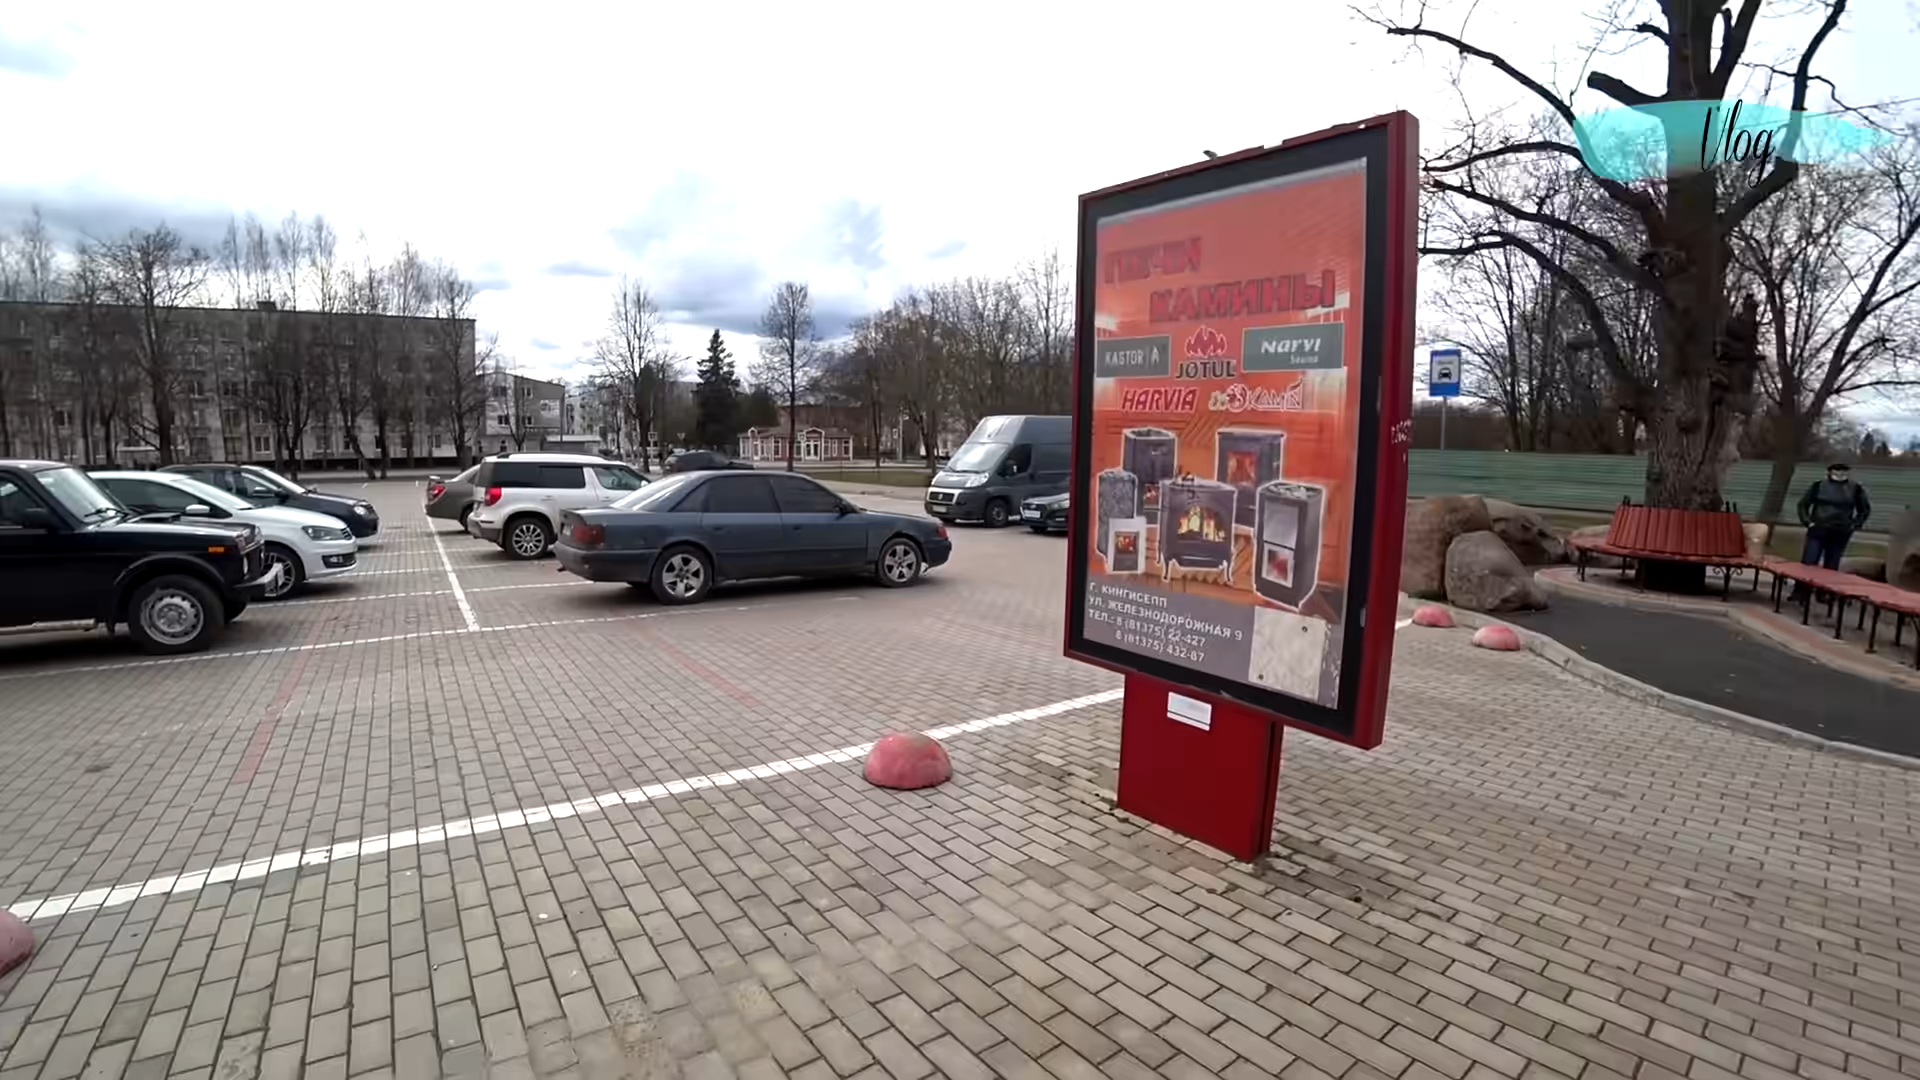 Vlog
ПЕЧИ
КАМИНЫ
KASTOR
JØTUL
Narvi
Sauna
HARVIA
КАМИН
Г. КИНГИСЕПП
УЛ. ЖЕЛЕЗНОДОРОЖНАЯ 9
ТЕЛ.: 8 (81375) 22-427
8 (81375) 432-87